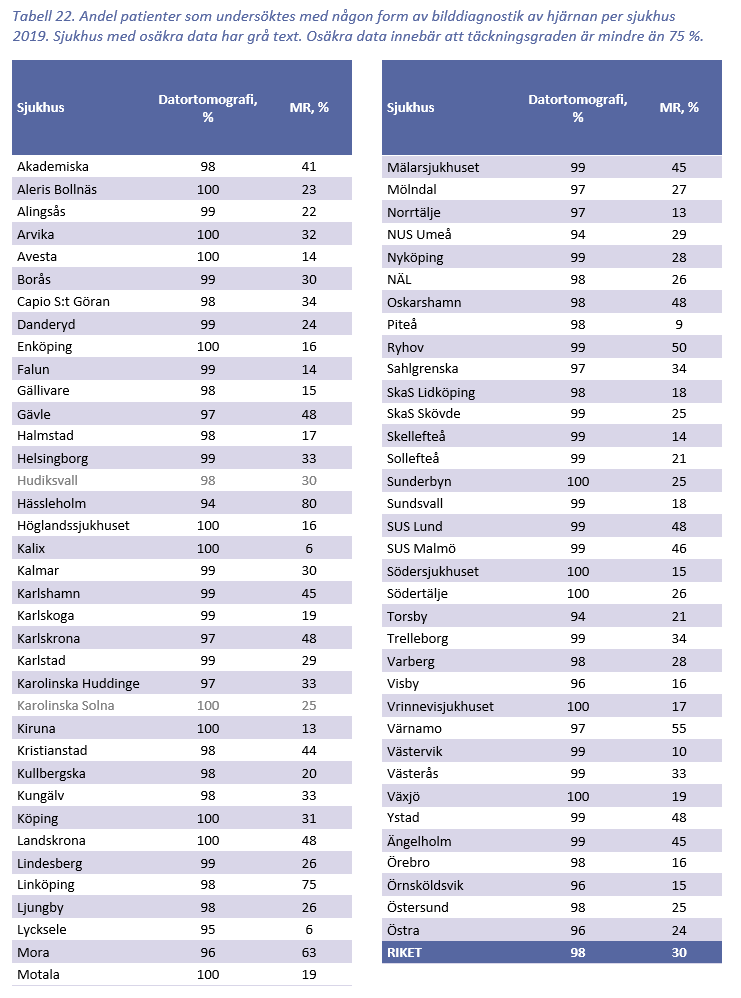 Tabell 22. Andel patienter som undersöktes med någon form av bilddiagnostik av hjärnan per sjukhus
2019. Sjukhus med osäkra data har grå text. Osäkra data innebär att täckningsgraden är mindre än 75 %.
Sjukhus Datortomografi, % MR, %
Akademiska 98 41
Aleris Bollnäs 100 23
Alingsås 99 22
Arvika 100 32
Avesta 100 14
Borås 99 30
Capio S:t Göran 98 34
Danderyd 99 24
Enköping 100 16
Falun 99 14
Gällivare 98 15
Gävle 97 48
Halmstad 98 17
Helsingborg 99 33
Hudiksvall 98 30
Hässleholm 94 80
Höglandssjukhuset 100 16
Kalix 100 6
Kalmar 99 30
Karlshamn 99 45
Karlskoga 99 19
Karlskrona 97 48
Karlstad 99 29
Karolinska Huddinge 97 33
Karolinska Solna 100 25
Kiruna 100 13
Kristianstad 98 44
Kullbergska 98 20
Kungälv 98 33
Köping 100 31
Landskrona 100 48
Lindesberg 99 26
Linköping 98 75
Ljungby 98 26
Lycksele 95 6
Mora 96 63
Motala 100 19
Sjukhus Datortomografi, % MR, %
Mälarsjukhuset 99 45
Mölndal 97 27
Norrtälje 97 13
NUS Umeå 94 29
Nyköping 99 28
NÄL 98 26
Oskarshamn 98 48
Piteå 98 9
Ryhov 99 50
Sahlgrenska 97 34
SkaS Lidköping 98 18
SkaS Skövde 99 25
Skellefteå 99 14
Sollefteå 99 21
Sunderbyn 100 25
Sundsvall 99 18
SUS Lund 99 48
SUS Malmö 99 46
Södersjukhuset 100 15
Södertälje 100 26
Torsby 94 21
Trelleborg 99 34
Varberg 98 28
Visby 96 16
Vrinnevisjukhuset 100 17
Värnamo 97 55
Västervik 99 10
Västerås 99 33
Växjö 100 19
Ystad 99 48
Ängelholm 99 45
Örebro 98 16
Örnsköldsvik 96 15
Östersund 98 25
Östra 96 24
RIKET 98 30